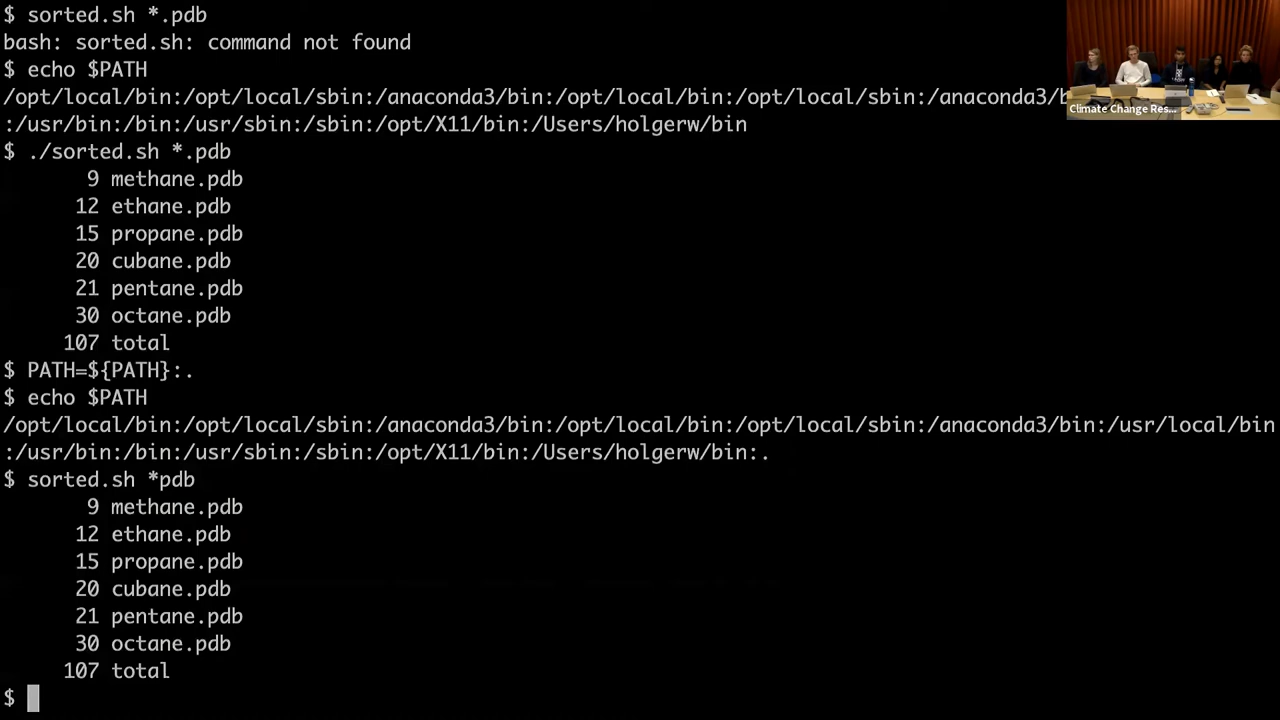 $ sorted.sh *.pdb
bash: sorted.sh: command not found
$ echo $PATH
/opt/local/bin:/opt/local/sbin:/anaconda3/bin:/opt/local/bin:/opt/local/sbin:/anaconda3/b
:/usr/bin:/bin:/usr/sbin:/sbin:/opt/X11/bin:/Users/holgerw/bin
Climate Change Res...
$ ./sorted.sh *.pdb
9 methane.pdb
12 ethane.pdb
15 propane.pdb
20 cubane.pdb
21 pentane.pdb
30 octane.pdb
107 total
$ PATH=${PATH}:.
$ echo $PATH
/opt/local/bin:/opt/local/sbin:/anaconda3/bin:/opt/local/bin:/opt/local/sbin:/anaconda3/bin:/usr/local/bin
:/usr/bin:/bin:/usr/sbin:/sbin:/opt/X11/bin:/Users/holgerw/bin:.
$ sorted.sh *pdb
9 methane.pdb
12 ethane.pdb
15 propane.pdb
20 cubane.pdb
21 pentane.pdb
30 octane.pdb
107 total
$